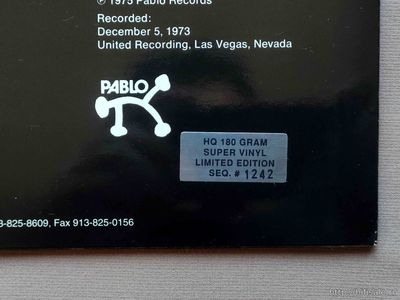 ℗ 1975 Pablo Records
Recorded:
December 5, 1973
United Recording, Las Vegas, Nevada
PABLO
HQ 180 GRAM
SUPER VINYL
LIMITED EDITION
SEQ. # 1242
3-825-8609, Fax 913-825-0156